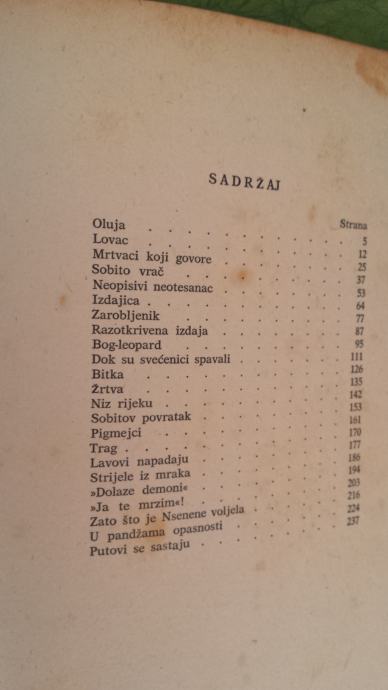 SADRŽAJ
Strana
Oluja . . . . . . . . . . 5
Lovac . . . . . . . . . . 12
Mrtvaci koji govore . . . . . . 25
Sobito vrač . . . . . . . . 37
Neopisivi neotesanac . . . . . . 53
Izdajica . . . . . . . . . . 64
Zarobljenik . . . . . . . . 77
Razotkrivena izdaja . . . . . . 87
Bog-leopard . . . . . . . . 95
Dok su svećenici spavali . . . . . 111
Bitka . . . . . . . . . . 126
Žrtva . . . . . . . . . . 135
Niz rijeku . . . . . . . . 142
Sobitov povratak . . . . . . 153
Pigmejci . . . . . . . . . 161
Trag . . . . . . . . . . 170
Lavovi napadaju . . . . . . 177
Strijele iz mraka . . . . . . 186
»Dolaze demoni« . . . . . . 194
»Ja te mrzim«! . . . . . . 203
Zato što je Nsenene voljela . . . . 216
U pandžama opasnosti . . . . . 224
Putovi se sastaju . . . . . . 237